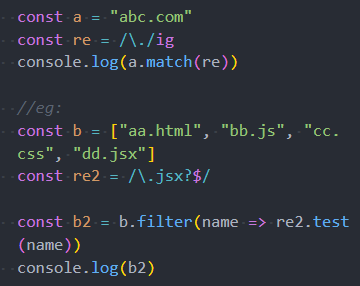 const a = "abc.com"
const re = /\./ig
console.log(a.match(re))
//eg:
const b = ["aa.html", "bb.js", "cc.
css", "dd.jsx"]
const re2 = /\.jsx?$/
const b2 = b.filter(name => re2.test
(name))
console.log(b2)